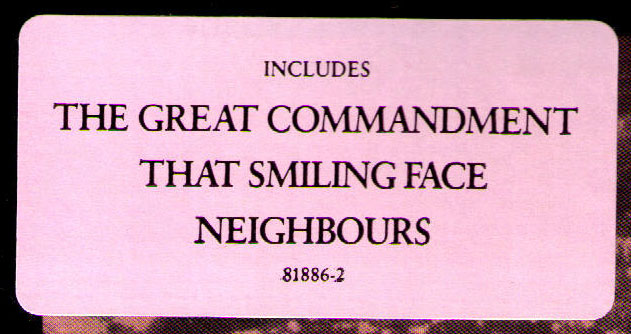 INCLUDES
THE GREAT COMMANDMENT
THAT SMILING FACE
NEIGHBOURS
81886-2